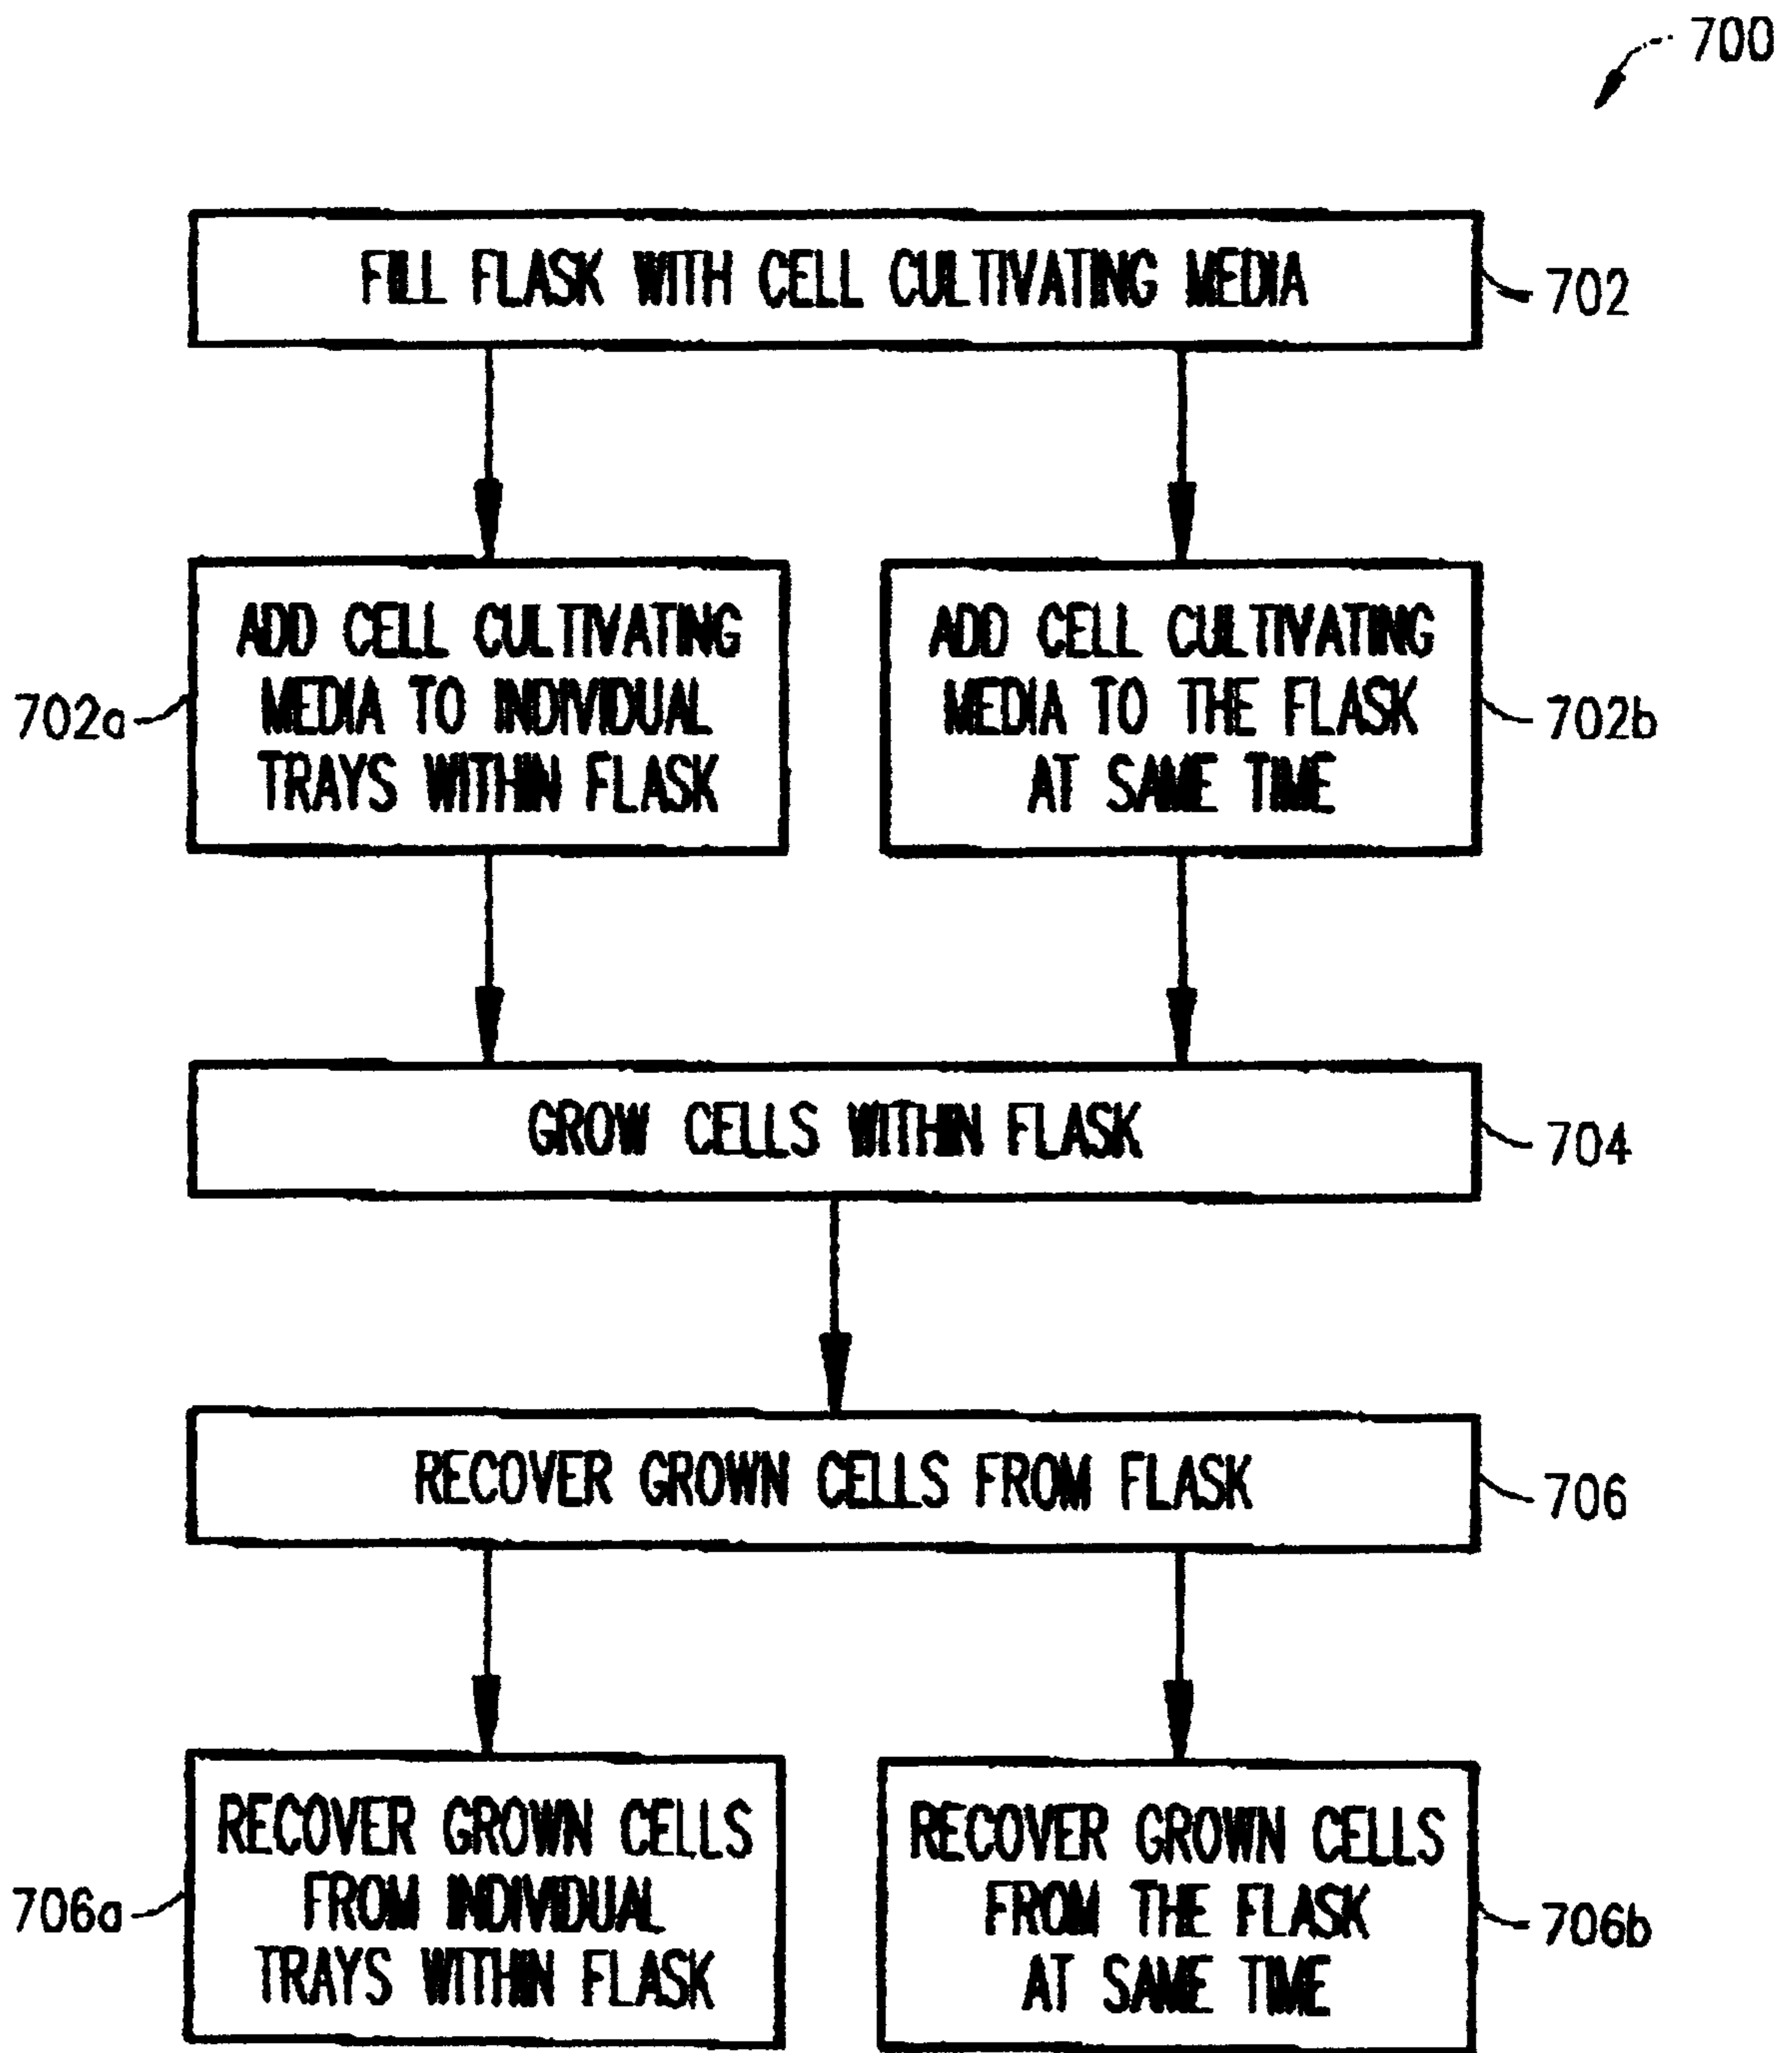 700
FILL FLASK WITH CELL CULTIVATING MEDIA
702
ADD CELL CULTIVATING
MEDIA TO INDIVIDUAL
TRAYS WITHIN FLASK
702a
ADD CELL CULTIVATING
MEDIA TO THE FLASK
AT SAME TIME
702b
GROW CELLS WITHIN FLASK
704
RECOVER GROWN CELLS FROM FLASK
706
RECOVER GROWN CELLS
FROM INDIVIDUAL
TRAYS WITHIN FLASK
706a
RECOVER GROWN CELLS
FROM THE FLASK
AT SAME TIME
706b